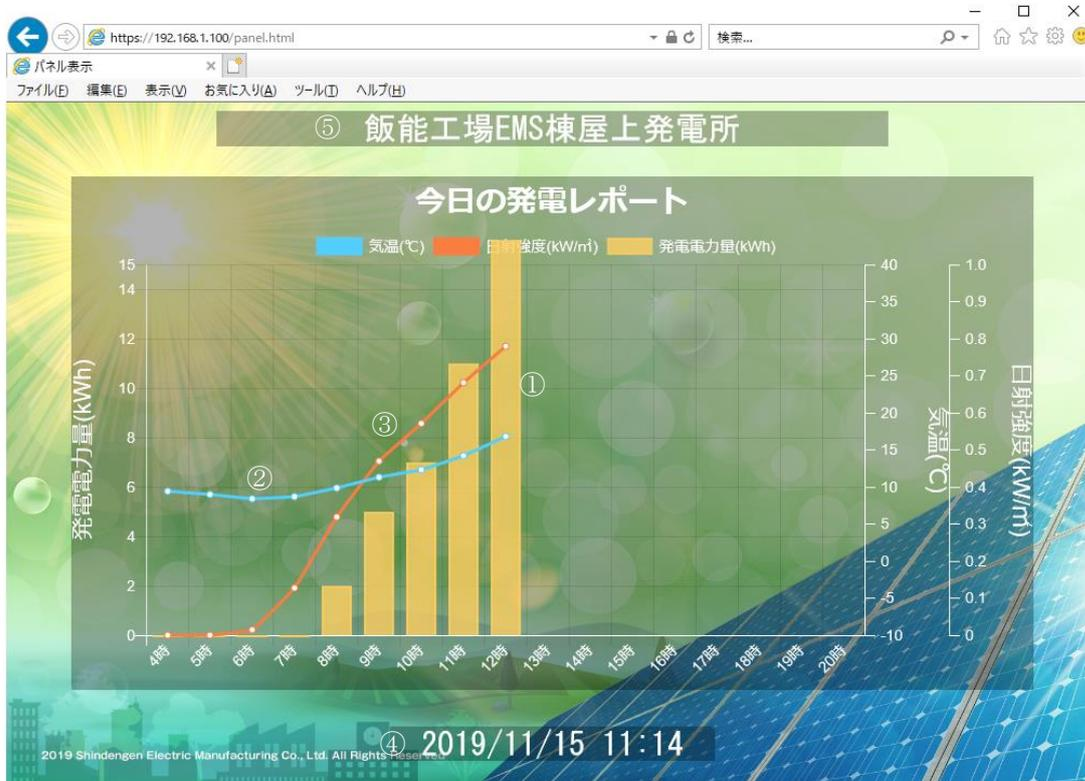 https://192.168.1.100/panel.html
検索...
パネル表示
ファイル(F) 編集(E) 表示(V) お気に入り(A) ツール(T) ヘルプ(H)
⑤ 飯能工場EMS棟屋上発電所
今日の発電レポート
気温(℃) 日射強度(kW/㎡) 発電電力量(kWh)
発電電力量(kWh)
15
14
12
10
8
6
4
2
0
①
③
②
40
35
30
25
20
15
10
5
0
-5
-10
気温(℃)
1.0
0.9
0.8
0.7
0.6
0.5
0.4
0.3
0.2
0.1
0
日射強度(kW/㎡)
4時 5時 6時 7時 8時 9時 10時 11時 12時 13時 14時 15時 16時 17時 18時 19時 20時
④ 2019/11/15 11:14
2019 Shindengen Electric Manufacturing Co., Ltd. All Rights Reserved